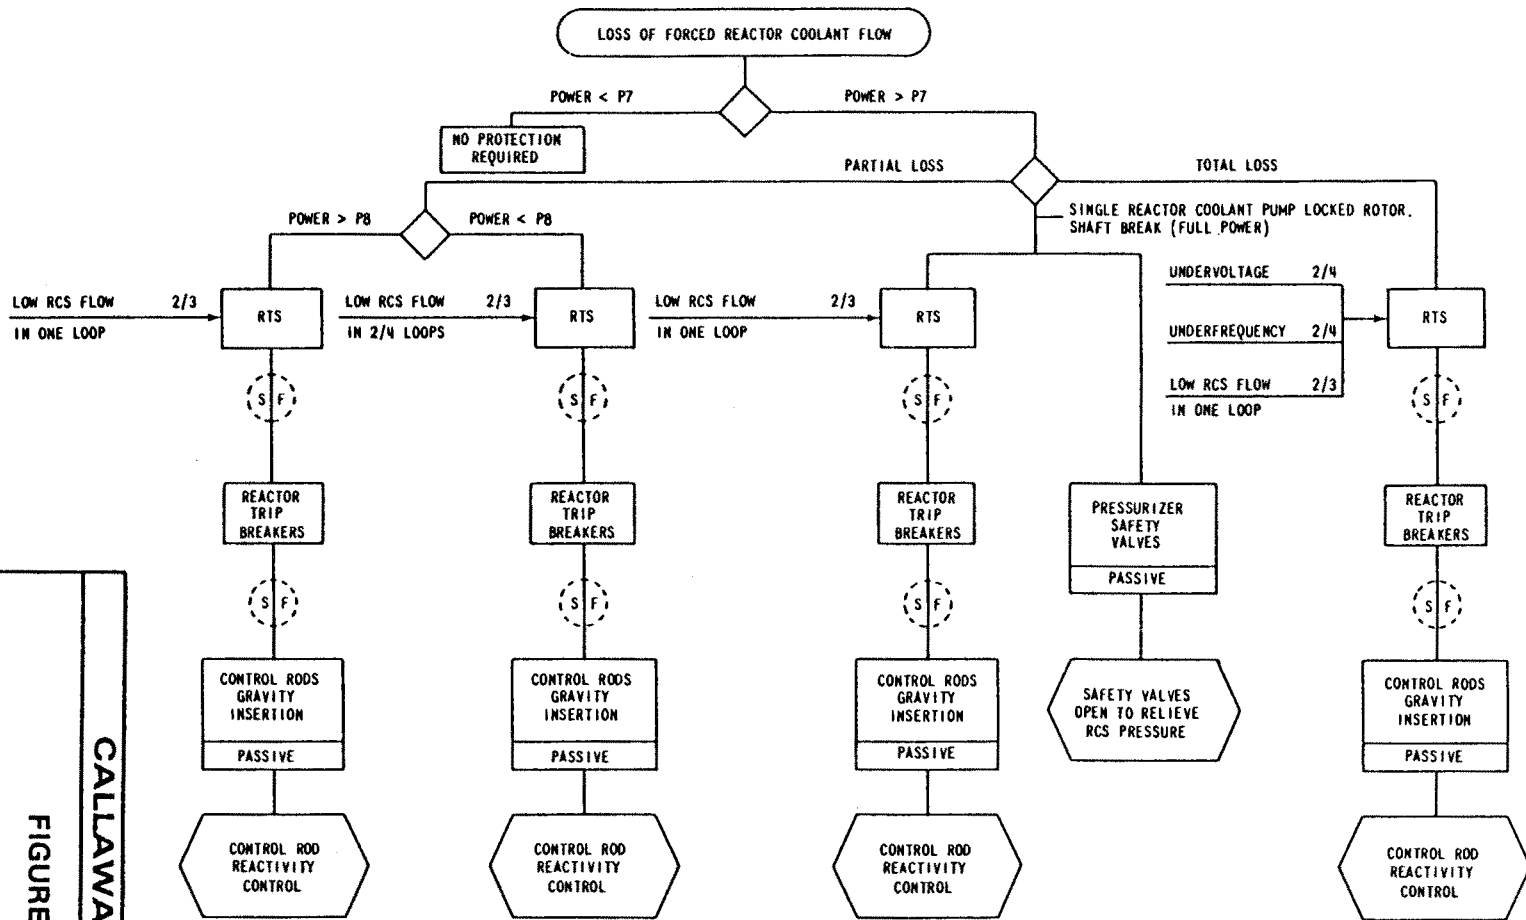 LOSS OF FORCED REACTOR COOLANT FLOW
POWER < P7
POWER > P7
NO PROTECTION
REQUIRED
PARTIAL LOSS
TOTAL LOSS
POWER > P8
POWER < P8
SINGLE REACTOR COOLANT PUMP LOCKED ROTOR.
SHAFT BREAK (FULL POWER)
LOW RCS FLOW 2/3
IN ONE LOOP
RTS
LOW RCS FLOW 2/3
IN 2/4 LOOPS
RTS
LOW RCS FLOW 2/3
IN ONE LOOP
RTS
UNDERVOLTAGE 2/4
UNDERFREQUENCY 2/4
LOW RCS FLOW 2/3
IN ONE LOOP
RTS
S F
S F
S F
S F
REACTOR
TRIP
BREAKERS
REACTOR
TRIP
BREAKERS
REACTOR
TRIP
BREAKERS
PRESSURIZER
SAFETY
VALVES
PASSIVE
REACTOR
TRIP
BREAKERS
S F
S F
S F
S F
CONTROL RODS
GRAVITY
INSERTION
PASSIVE
CONTROL RODS
GRAVITY
INSERTION
PASSIVE
CONTROL RODS
GRAVITY
INSERTION
PASSIVE
SAFETY VALVES
OPEN TO RELIEVE
RCS PRESSURE
CONTROL RODS
GRAVITY
INSERTION
PASSIVE
CONTROL ROD
REACTIVITY
CONTROL
CONTROL ROD
REACTIVITY
CONTROL
CONTROL ROD
REACTIVITY
CONTROL
CONTROL ROD
REACTIVITY
CONTROL
CALLAWA
FIGURE